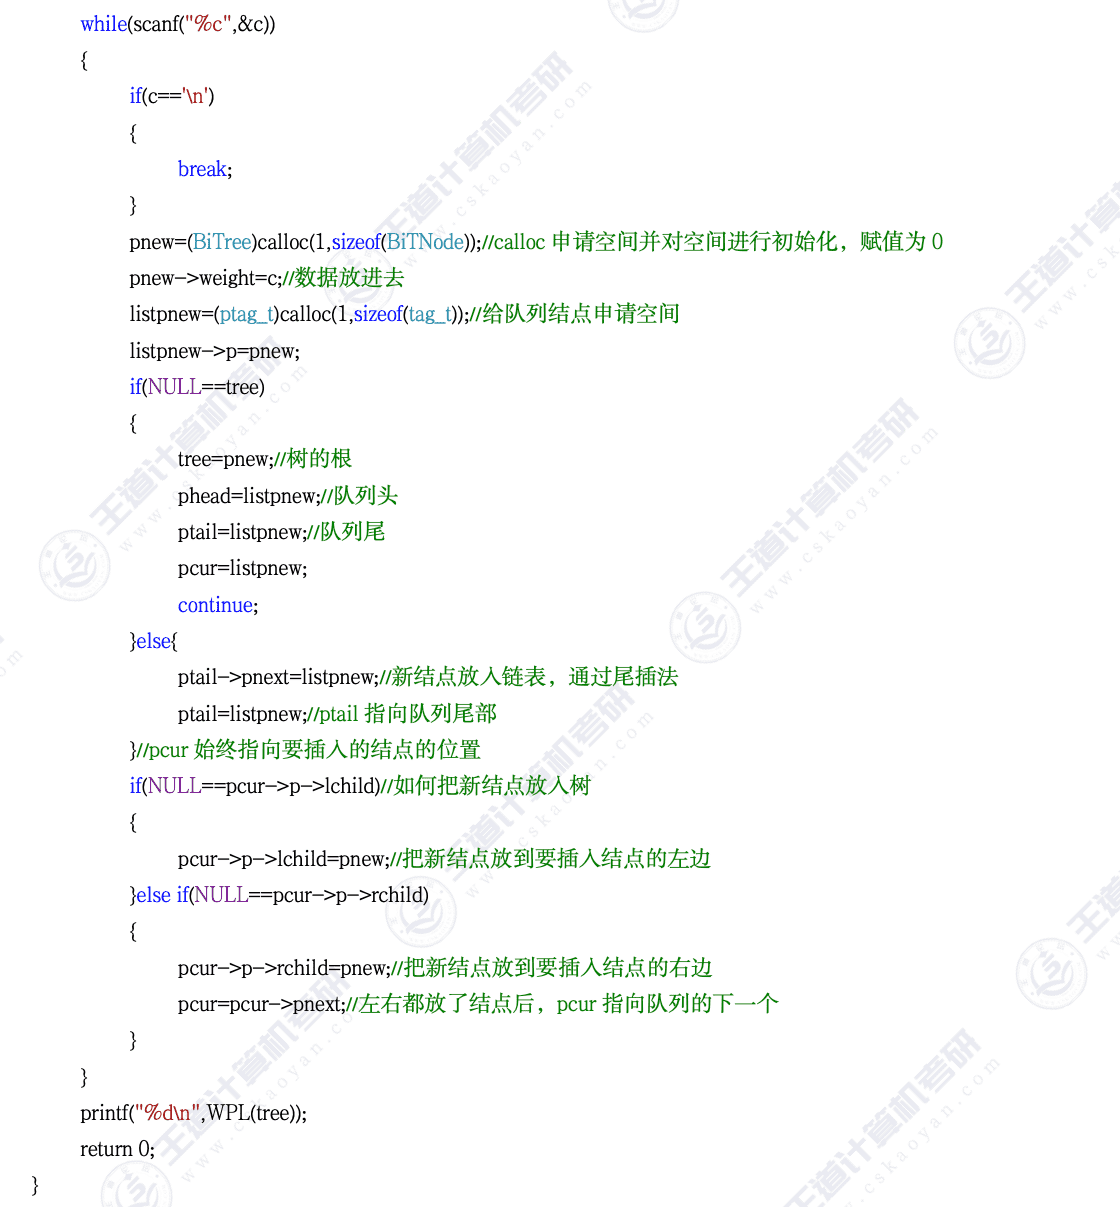 while(scanf("%c",&c))
{
if(c=='\n')
{
break;
}
pnew=(BiTree)calloc(1,sizeof(BiTNode));//calloc 申请空间并对空间进行初始化，赋值为 0
pnew->weight=c;//数据放进去
listpnew=(ptag_t)calloc(1,sizeof(tag_t));//给队列结点申请空间
listpnew->p=pnew;
if(NULL==tree)
{
tree=pnew;//树的根
phead=listpnew;//队列头
ptail=listpnew;//队列尾
pcur=listpnew;
continue;
}else{
ptail->pnext=listpnew;//新结点放入链表，通过尾插法
ptail=listpnew;//ptail 指向队列尾部
}//pcur 始终指向要插入的结点的位置
if(NULL==pcur->p->lchild)//如何把新结点放入树
{
pcur->p->lchild=pnew;//把新结点放到要插入结点的左边
}else if(NULL==pcur->p->rchild)
{
pcur->p->rchild=pnew;//把新结点放到要插入结点的右边
pcur=pcur->pnext;//左右都放了结点后，pcur 指向队列的下一个
}
}
printf("%d\n",WPL(tree));
return 0;
}
王道计算机考研
www.cskaoyan.com